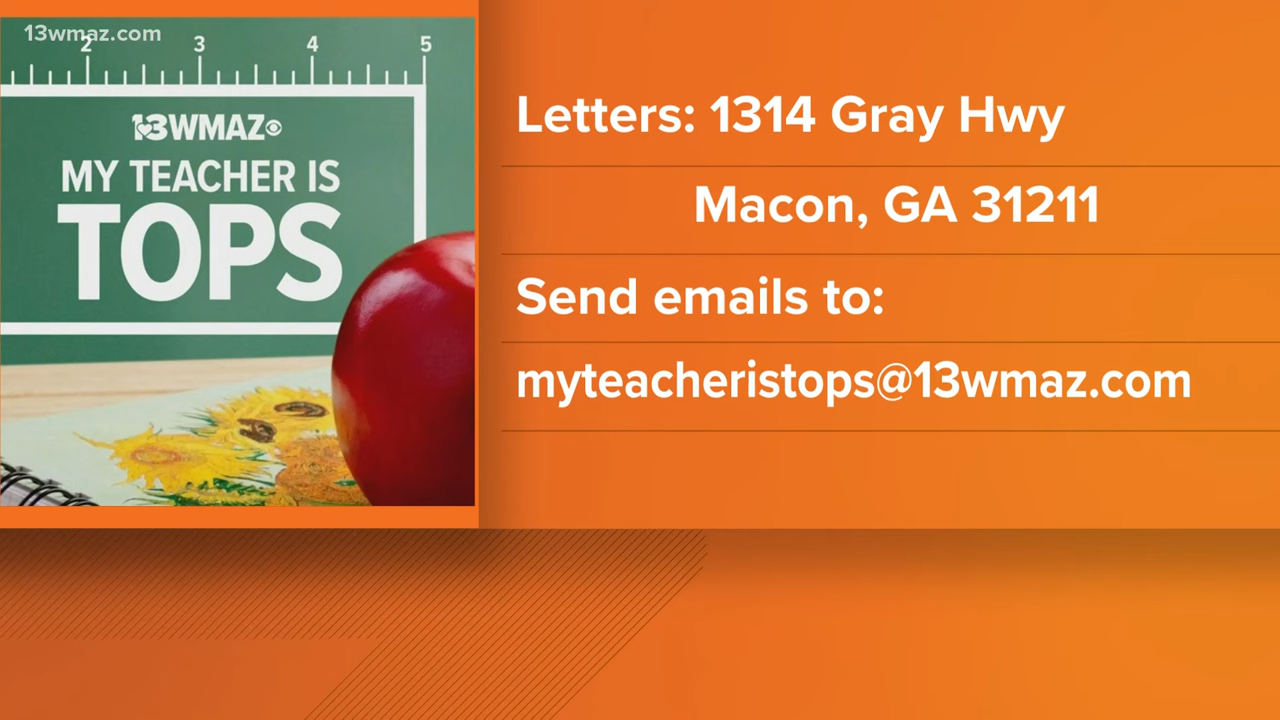 13wmaz.com
2 3 4 5
13WMAZ
MY TEACHER IS
TOPS
Letters: 1314 Gray Hwy
Macon, GA 31211
Send emails to:
myteacheristops@13wmaz.com